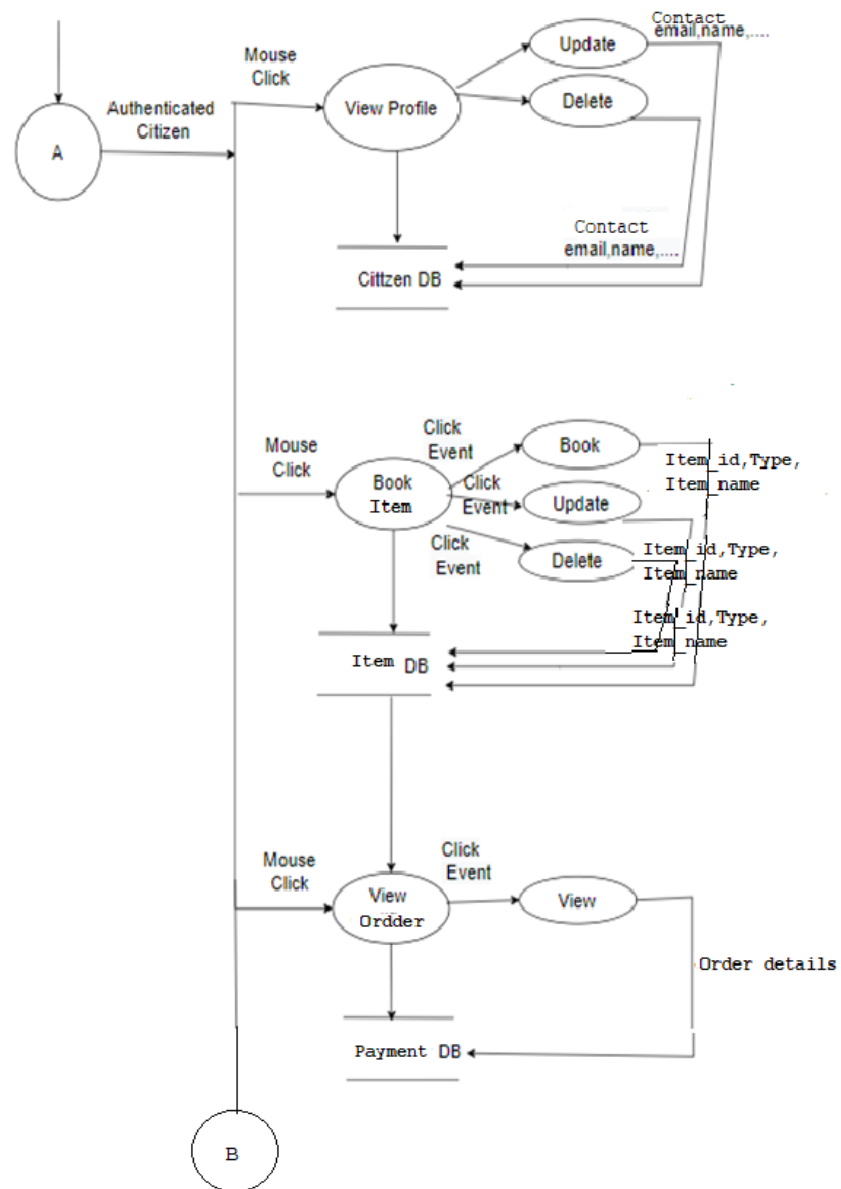 Contact
email,name,....
Update
Mouse
Click
View Profile
Delete
Authenticated
Citizen
A
Contact
email,name,....
Cittzen DB
Click
Event
Book
Mouse
Click
Item_id,Type,
Item_name
Book
Item
Click
Event
Update
Click
Event
Delete
Item_id,Type,
Item_name
Item_id,Type,
Item_name
Item DB
Mouse
Click
Click
Event
View
Ordder
View
Order details
Payment DB
B